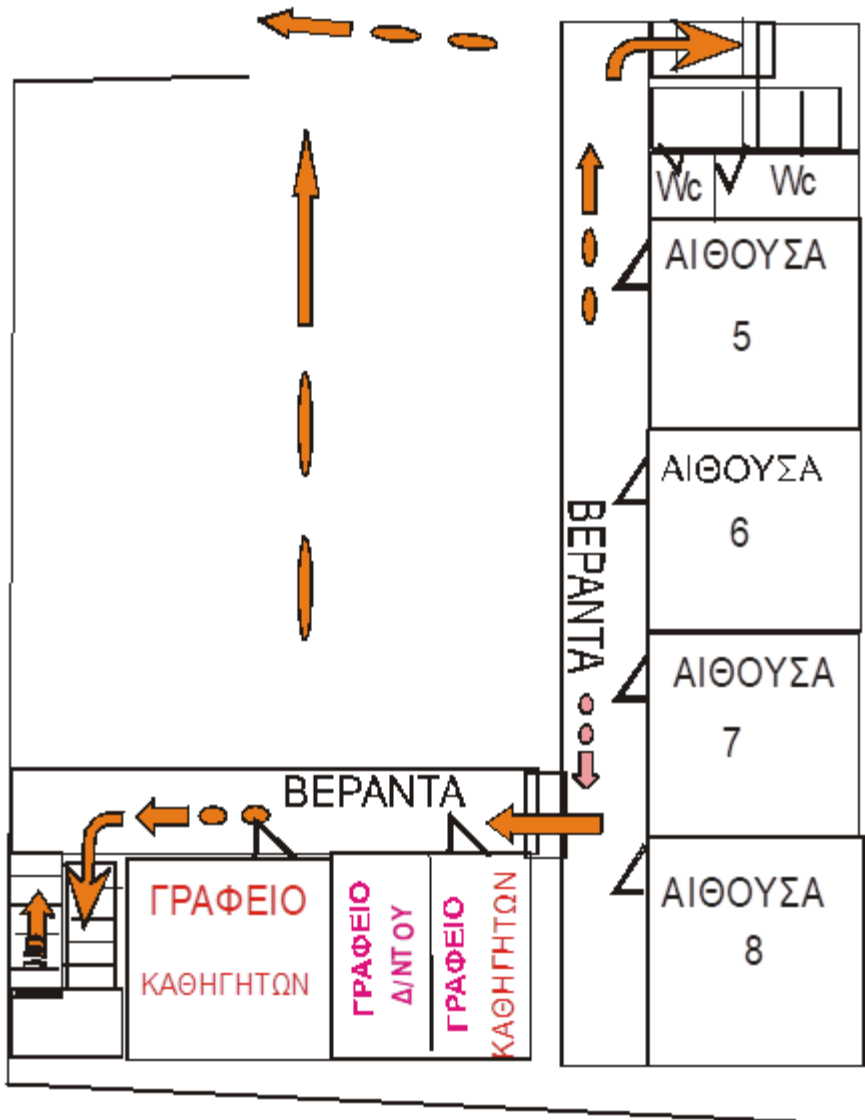 Wc
Wc
ΑΙΘΟΥΣΑ
5
ΑΙΘΟΥΣΑ
6
ΒΕΡΑΝΤΑ
ΑΙΘΟΥΣΑ
7
ΒΕΡΑΝΤΑ
ΑΙΘΟΥΣΑ
8
ΓΡΑΦΕΙΟ
ΚΑΘΗΓΗΤΩΝ
ΓΡΑΦΕΙΟ
Δ/ΝΤΟΥ
ΓΡΑΦΕΙΟ
ΚΑΘΗΓΗΤΩΝ